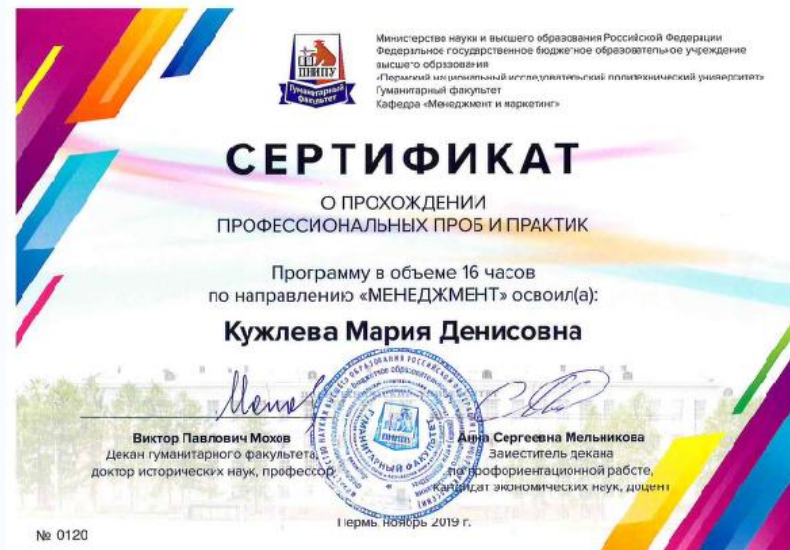 ПНИПУ
Гуманитарный
факультет
Министерство науки и высшего образования Российской Федерации
Федеральное государственное бюджетное образовательное учреждение
высшего образования
«Пермский национальный исследовательский политехнический университет»
Гуманитарный факультет
Кафедра «Менеджмент и маркетинг»
СЕРТИФИКАТ
О ПРОХОЖДЕНИИ
ПРОФЕССИОНАЛЬНЫХ ПРОБ И ПРАКТИК
Программу в объеме 16 часов
по направлению «МЕНЕДЖМЕНТ» освоил(а):
Кужлева Мария Денисовна
Виктор Павлович Мохов
Декан гуманитарного факультета,
доктор исторических наук, профессор
Анна Сергеевна Мельникова
Заместитель декана
по профориентационной работе,
кандидат экономических наук, доцент
ГУМАНИТАРНЫЙ ФАКУЛЬТЕТ
Пермь, ноябрь 2019 г.
№ 0120